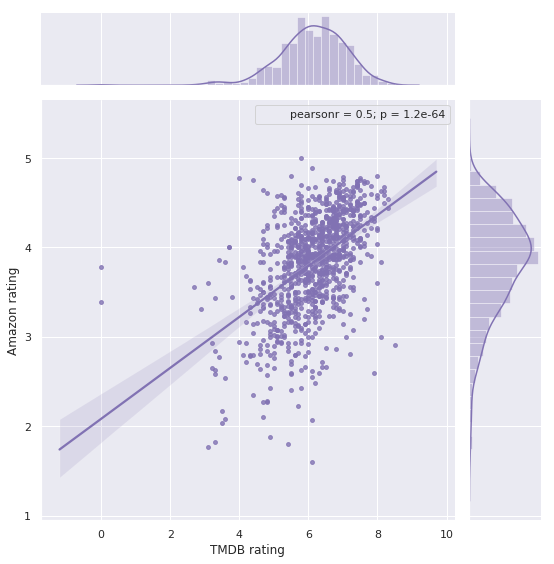 pearsonr = 0.5; p = 1.2e-64
5
4
3
2
1
Amazon rating
0 2 4 6 8 10
TMDB rating